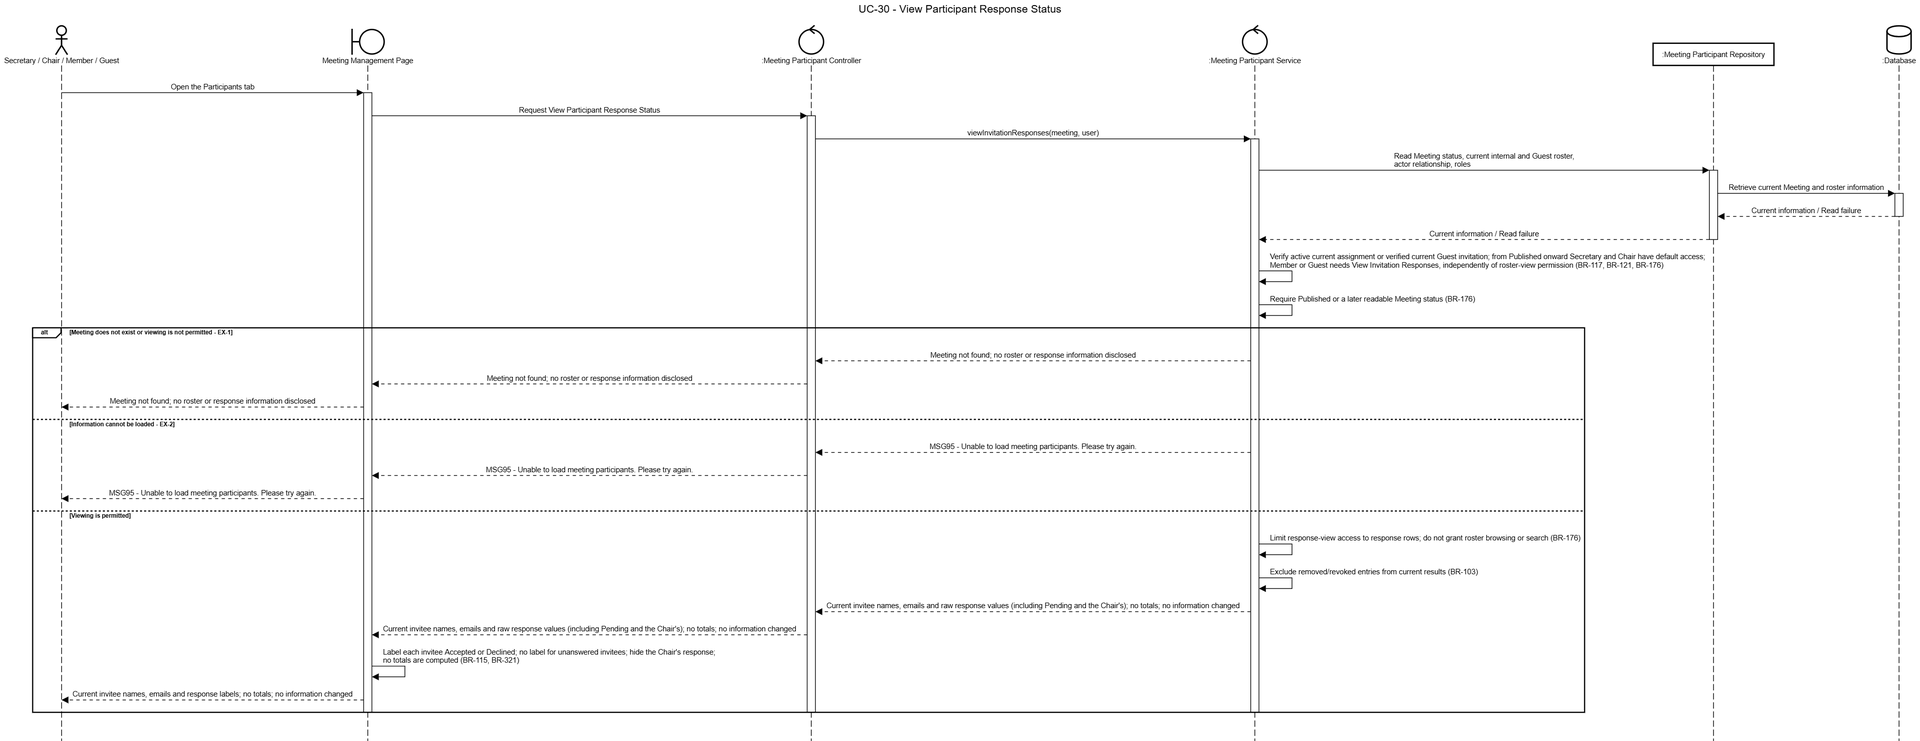 UC-30 - View Participant Response Status
Secretary / Chair / Member / Guest
Meeting Management Page
:Meeting Participant Controller
:Meeting Participant Service
:Meeting Participant Repository
:Database
Open the Participants tab
Request View Participant Response Status
viewInvitationResponses(meeting, user)
Read Meeting status, current internal and Guest roster,
actor relationship, roles
Retrieve current Meeting and roster information
Current information / Read failure
Current information / Read failure
Verify active current assignment or verified current Guest invitation; from Published onward Secretary and Chair have default access;
Member or Guest needs View Invitation Responses, independently of roster-view permission (BR-117, BR-121, BR-176)
Require Published or a later readable Meeting status (BR-176)
alt
[Meeting does not exist or viewing is not permitted - EX-1]
Meeting not found; no roster or response information disclosed
Meeting not found; no roster or response information disclosed
Meeting not found; no roster or response information disclosed
[Information cannot be loaded - EX-2]
MSG95 - Unable to load meeting participants. Please try again.
MSG95 - Unable to load meeting participants. Please try again.
MSG95 - Unable to load meeting participants. Please try again.
[Viewing is permitted]
Limit response-view access to response rows; do not grant roster browsing or search (BR-176)
Exclude removed/revoked entries from current results (BR-103)
Current invitee names, emails and raw response values (including Pending and the Chair's); no totals; no information changed
Current invitee names, emails and raw response values (including Pending and the Chair's); no totals; no information changed
Label each invitee Accepted or Declined; no label for unanswered invitees; hide the Chair's response;
no totals are computed (BR-115, BR-321)
Current invitee names, emails and response labels; no totals; no information changed